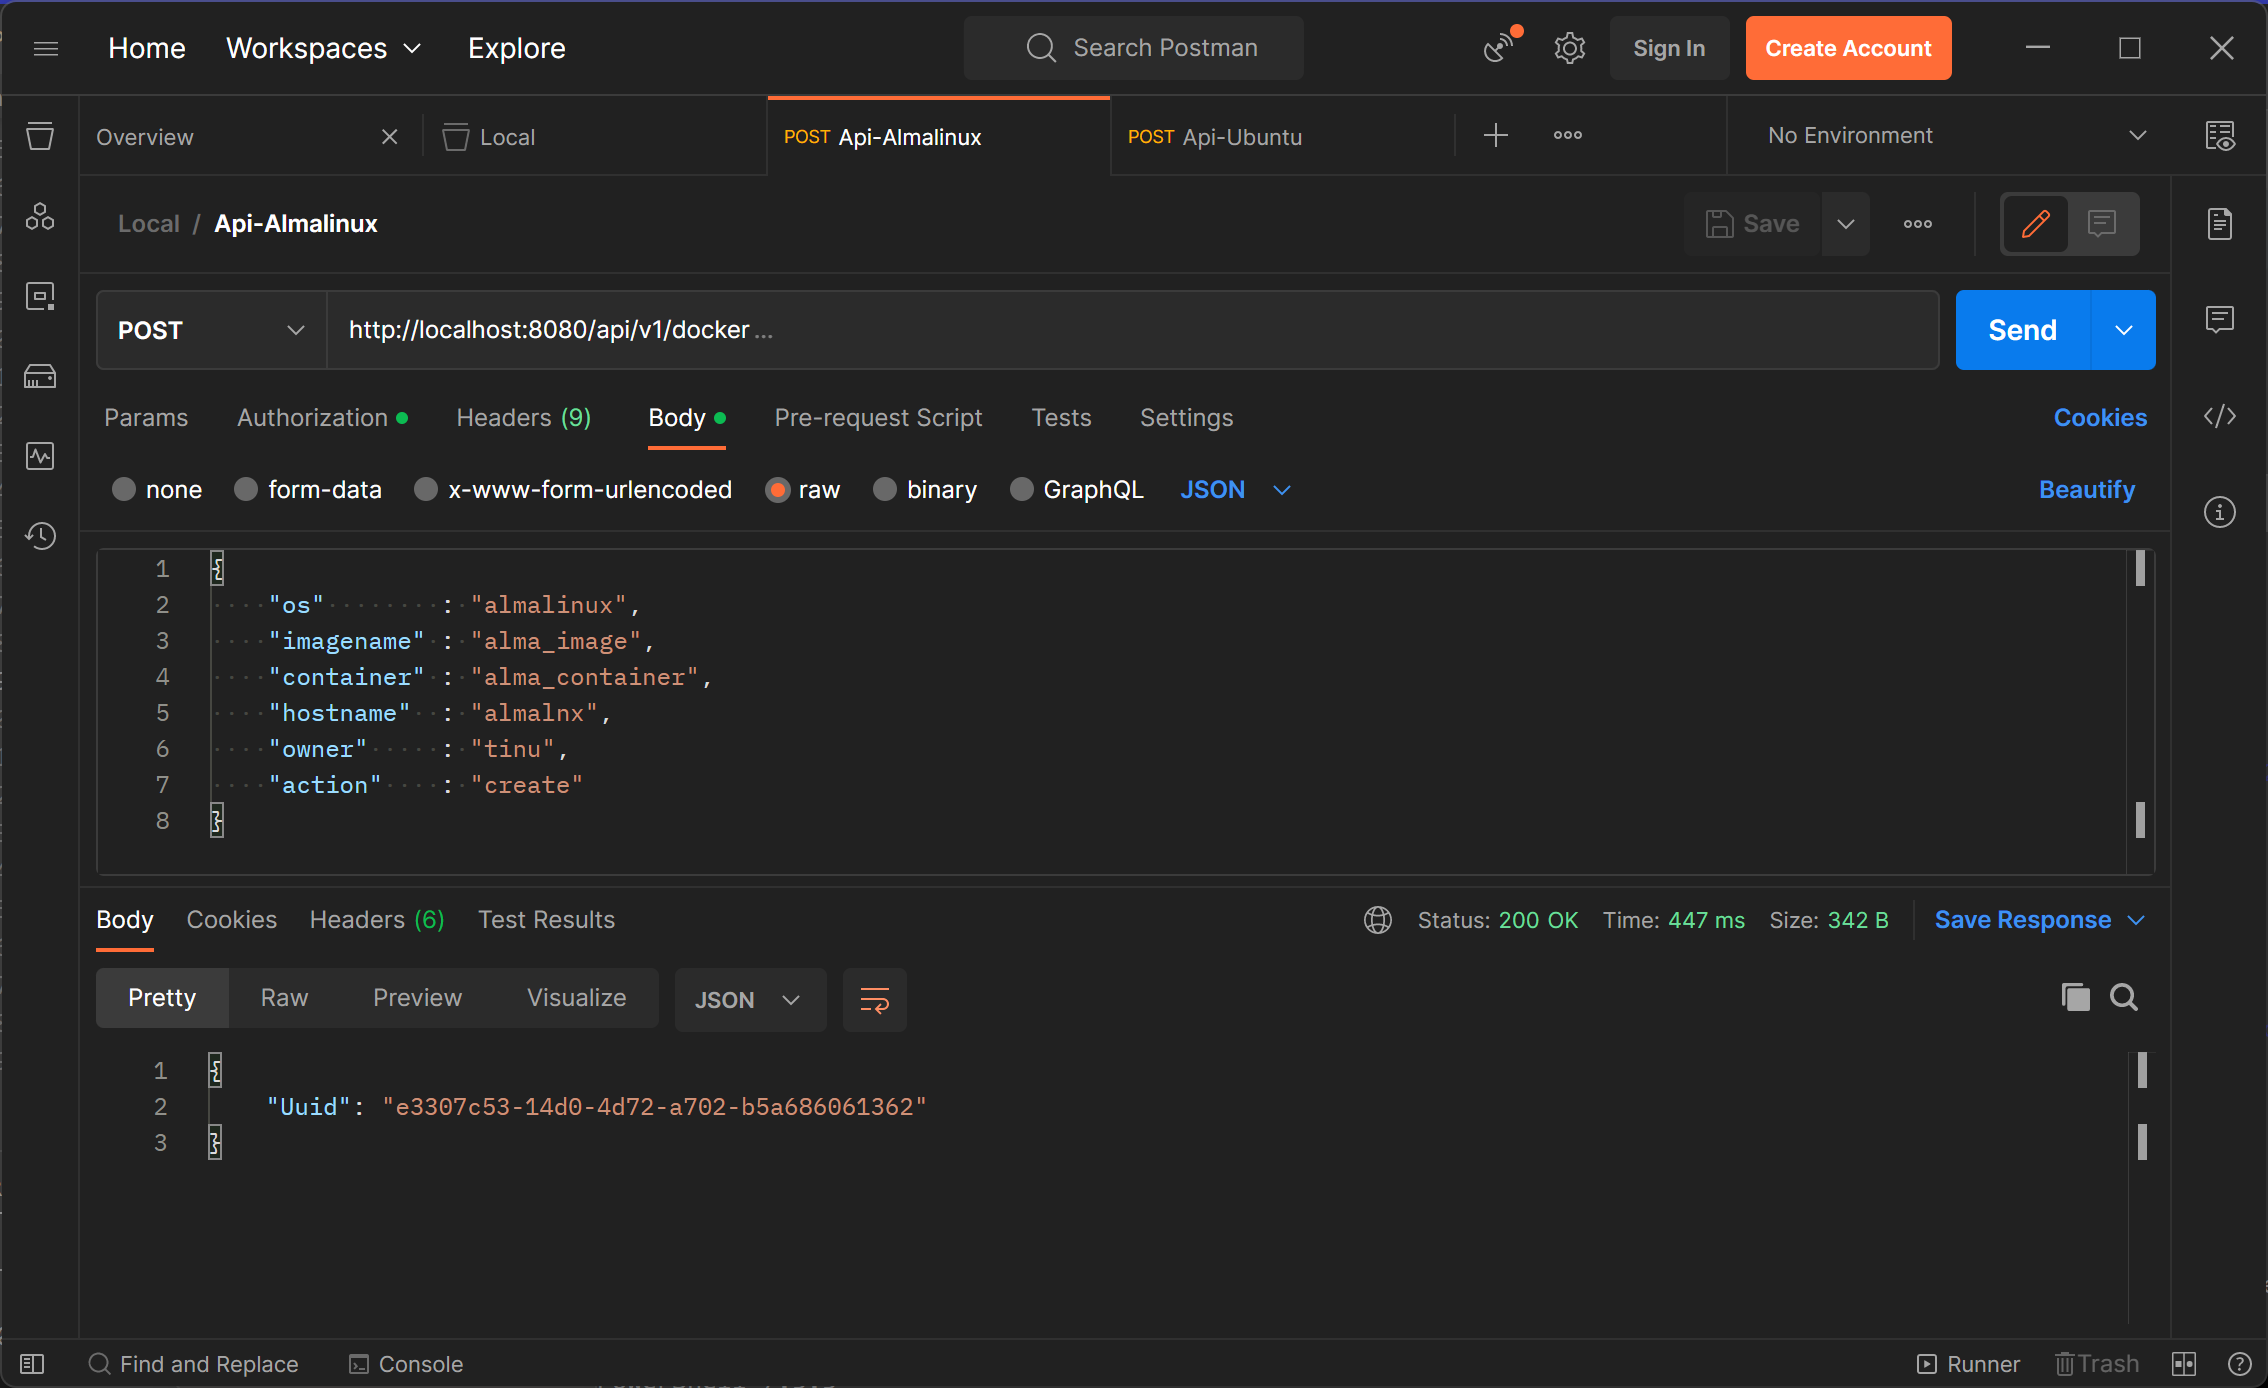 Home Workspaces Explore Search Postman Sign In Create Account
Overview Local POST Api-Almalinux POST Api-Ubuntu No Environment
Local / Api-Almalinux Save
POST http://localhost:8080/api/v1/docker ... Send
Params Authorization Headers (9) Body Pre-request Script Tests Settings Cookies
none form-data x-www-form-urlencoded raw binary GraphQL JSON Beautify
1 {
2 "os" : "almalinux",
3 "imagename" : "alma_image",
4 "container" : "alma_container",
5 "hostname" : "almalnx",
6 "owner" : "tinu",
7 "action" : "create"
8 }
Body Cookies Headers (6) Test Results Status: 200 OK Time: 447 ms Size: 342 B Save Response
Pretty Raw Preview Visualize JSON
1 {
2 "Uuid": "e3307c53-14d0-4d72-a702-b5a686061362"
3 }
Find and Replace Console Runner Trash